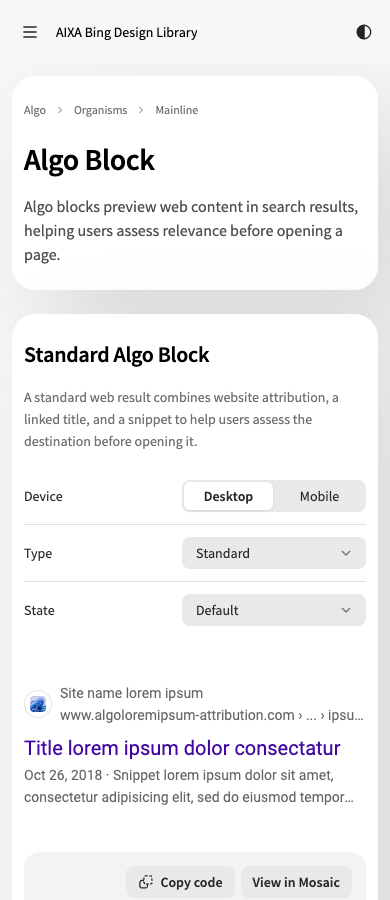 AIXA Bing Design Library
Algo > Organisms > Mainline
Algo Block
Algo blocks preview web content in search results,
helping users assess relevance before opening a
page.
Standard Algo Block
A standard web result combines website attribution, a
linked title, and a snippet to help users assess the
destination before opening it.
Device Desktop Mobile
Type Standard
State Default
Site name lorem ipsum
www.algoloremipsum-attribution.com › ... › ipsu...
Title lorem ipsum dolor consectatur
Oct 26, 2018 · Snippet lorem ipsum dolor sit amet,
consectetur adipisicing elit, sed do eiusmod tempor...
Copy code View in Mosaic